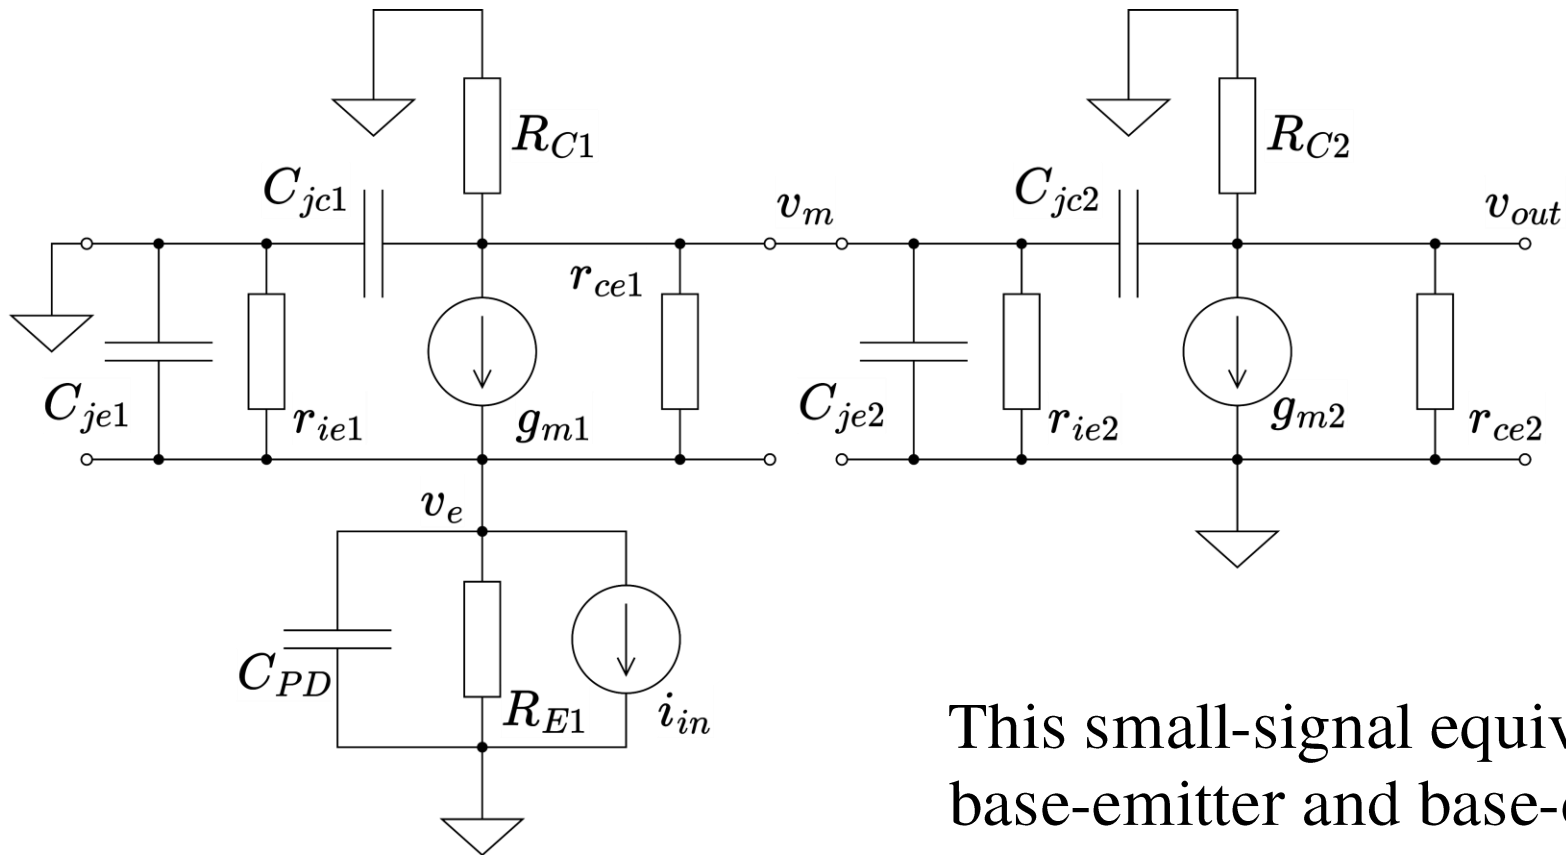 R_{C1}
R_{C2}
C_{jc1}
v_m
C_{jc2}
v_{out}
r_{ce1}
C_{je1}
r_{ie1}
g_{m1}
C_{je2}
r_{ie2}
g_{m2}
r_{ce2}
v_e
C_{PD}
R_{E1}
i_{in}
This small-signal equiv
base-emitter and base-